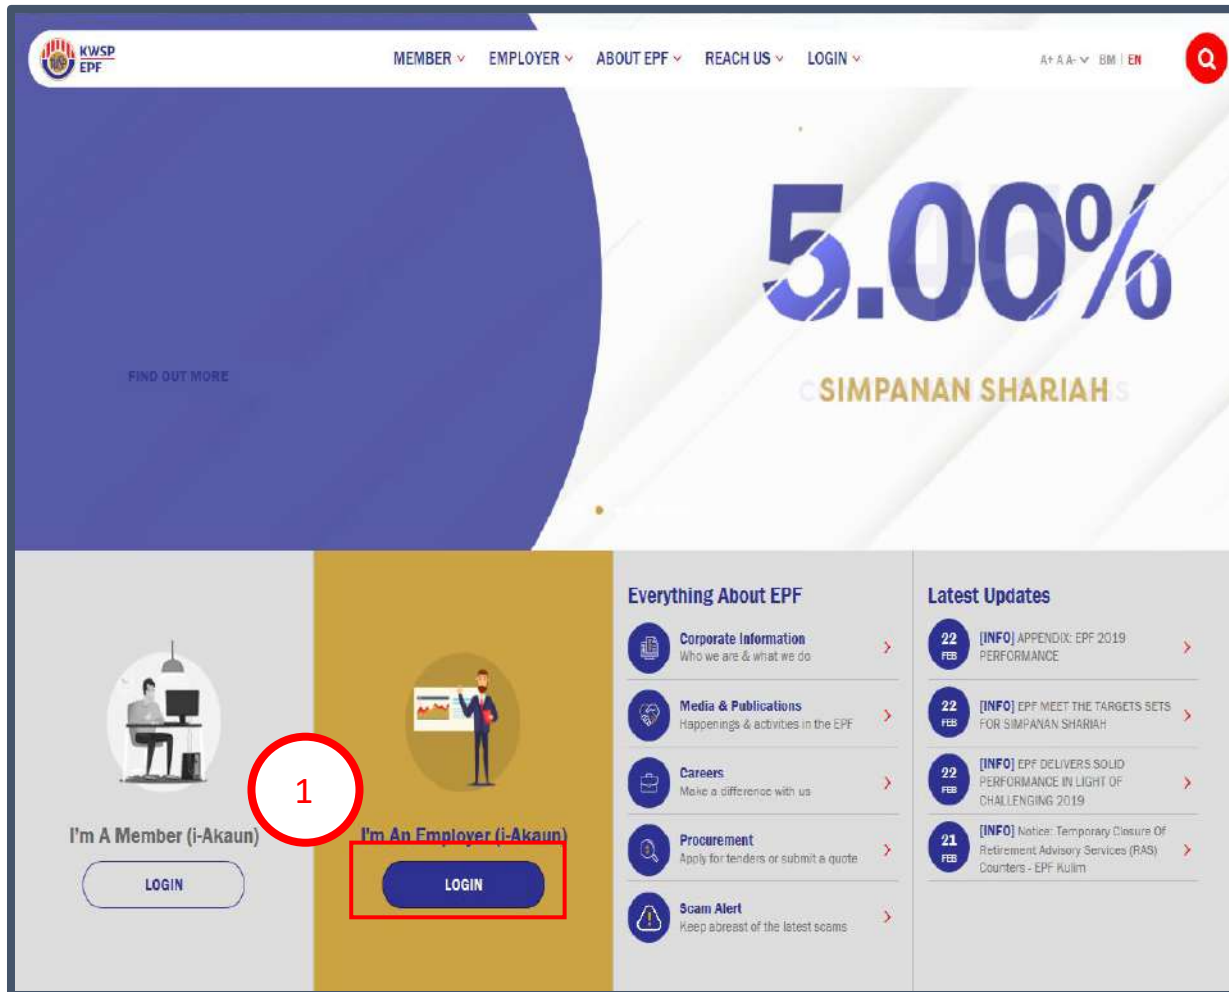 KWSP
EPF
MEMBER
EMPLOYER
ABOUT EPF
REACH US
LOGIN
A+ A A-
BM | EN
5.00%
FIND OUT MORE
SIMPANAN SHARIAH
1
I'm A Member (i-Akaun)
LOGIN
I'm An Employer (i-Akaun)
LOGIN
Everything About EPF
Corporate Information
Who we are & what we do
Media & Publications
Happenings & activities in the EPF
Careers
Make a difference with us
Procurement
Apply for tenders or submit a quote
Scam Alert
Keep abreast of the latest scams
Latest Updates
22
FEB
[INFO] APPENDIX: EPF 2019
PERFORMANCE
22
FEB
[INFO] EPF MEET THE TARGETS SETS
FOR SIMPANAN SHARIAH
22
FEB
[INFO] EPF DELIVERS SOLID
PERFORMANCE IN LIGHT OF
CHALLENGING 2019
21
FEB
[INFO] Notice: Temporary Closure Of
Retirement Advisory Services (RAS)
Counters - EPF Kulim